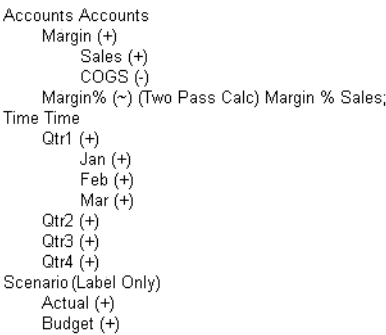 Accounts Accounts
Margin (+)
Sales (+)
COGS (-)
Margin% (~) (Two Pass Calc) Margin % Sales;
Time Time
Qtr1 (+)
Jan (+)
Feb (+)
Mar (+)
Qtr2 (+)
Qtr3 (+)
Qtr4 (+)
Scenario (Label Only)
Actual (+)
Budget (+)